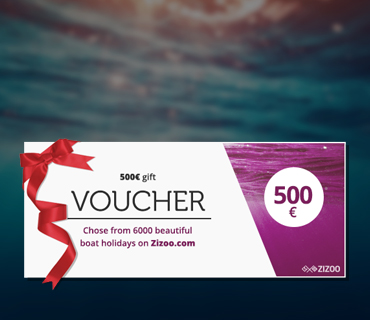 500€ gift
VOUCHER
Chose from 6000 beautiful
boat holidays on Zizoo.com
500
€
ZIZOO